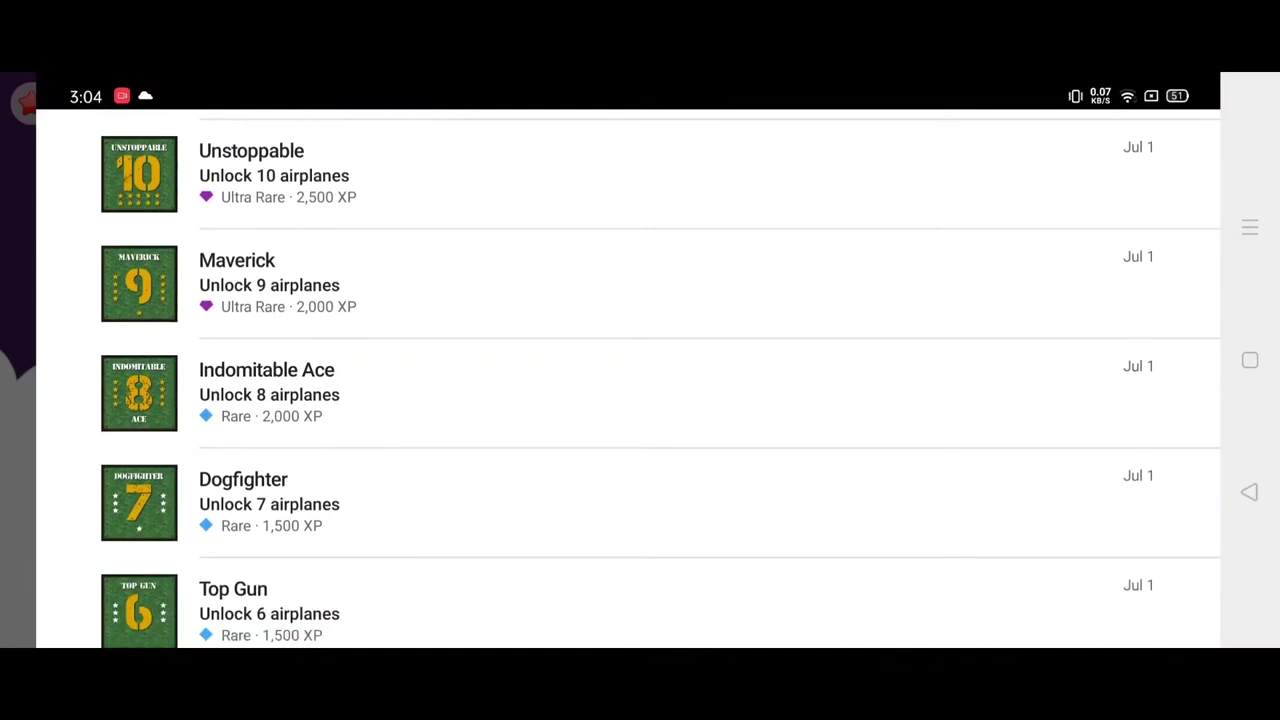 3:04
0.07
KB/S
51
UNSTOPPABLE
10
Unstoppable
Jul 1
Unlock 10 airplanes
Ultra Rare · 2,500 XP
MAVERICK
9
Maverick
Jul 1
Unlock 9 airplanes
Ultra Rare · 2,000 XP
INDOMITABLE
8
ACE
Indomitable Ace
Jul 1
Unlock 8 airplanes
Rare · 2,000 XP
DOGFIGHTER
7
Dogfighter
Jul 1
Unlock 7 airplanes
Rare · 1,500 XP
TOP GUN
6
Top Gun
Jul 1
Unlock 6 airplanes
Rare · 1,500 XP